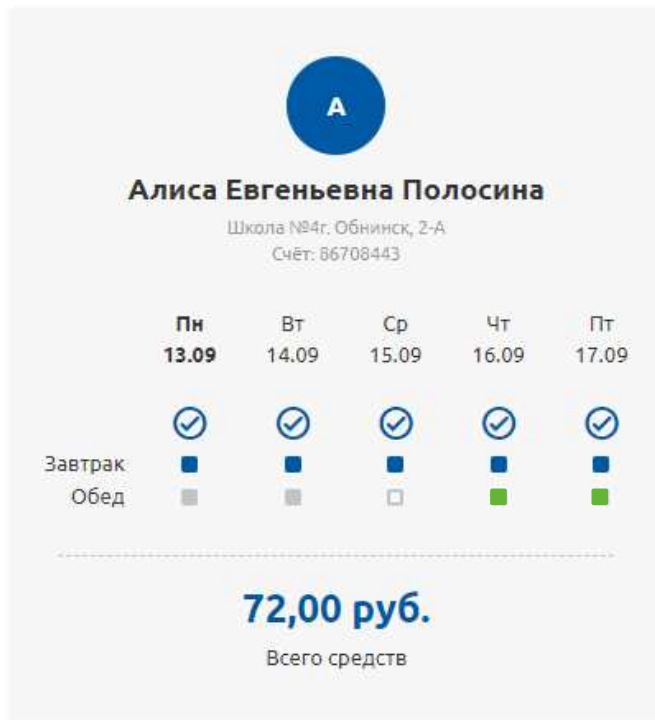 А
Алиса Евгеньевна Полосина
Школа №4г. Обнинск, 2-А
Счёт: 86708443
Пн Вт Ср Чт Пт
13.09 14.09 15.09 16.09 17.09
Завтрак
Обед
72,00 руб.
Всего средств